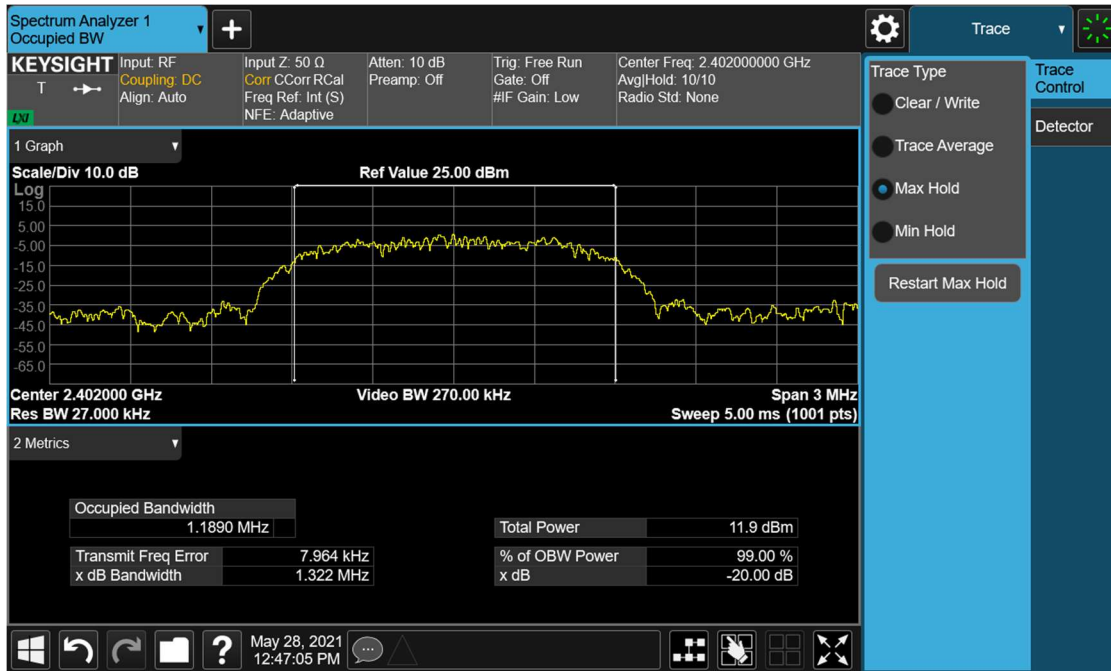 Spectrum Analyzer 1
Occupied BW
+
Trace
KEYSIGHT
T
LXI
Input: RF
Coupling: DC
Align: Auto
Input Z: 50 Ω
Corr CCorr RCal
Freq Ref: Int (S)
NFE: Adaptive
Atten: 10 dB
Preamp: Off
Trig: Free Run
Gate: Off
#IF Gain: Low
Center Freq: 2.402000000 GHz
Avg|Hold: 10/10
Radio Std: None
Trace Type
Clear / Write
Trace Average
Max Hold
Min Hold
Restart Max Hold
Trace
Control
Detector
1 Graph
Scale/Div 10.0 dB
Ref Value 25.00 dBm
Log
15.0
5.00
-5.00
-15.0
-25.0
-35.0
-45.0
-55.0
-65.0
Center 2.402000 GHz
Video BW 270.00 kHz
Span 3 MHz
Res BW 27.000 kHz
Sweep 5.00 ms (1001 pts)
2 Metrics
Occupied Bandwidth
1.1890 MHz
Total Power 11.9 dBm
Transmit Freq Error 7.964 kHz
% of OBW Power 99.00 %
x dB Bandwidth 1.322 MHz
x dB -20.00 dB
?
May 28, 2021
12:47:05 PM